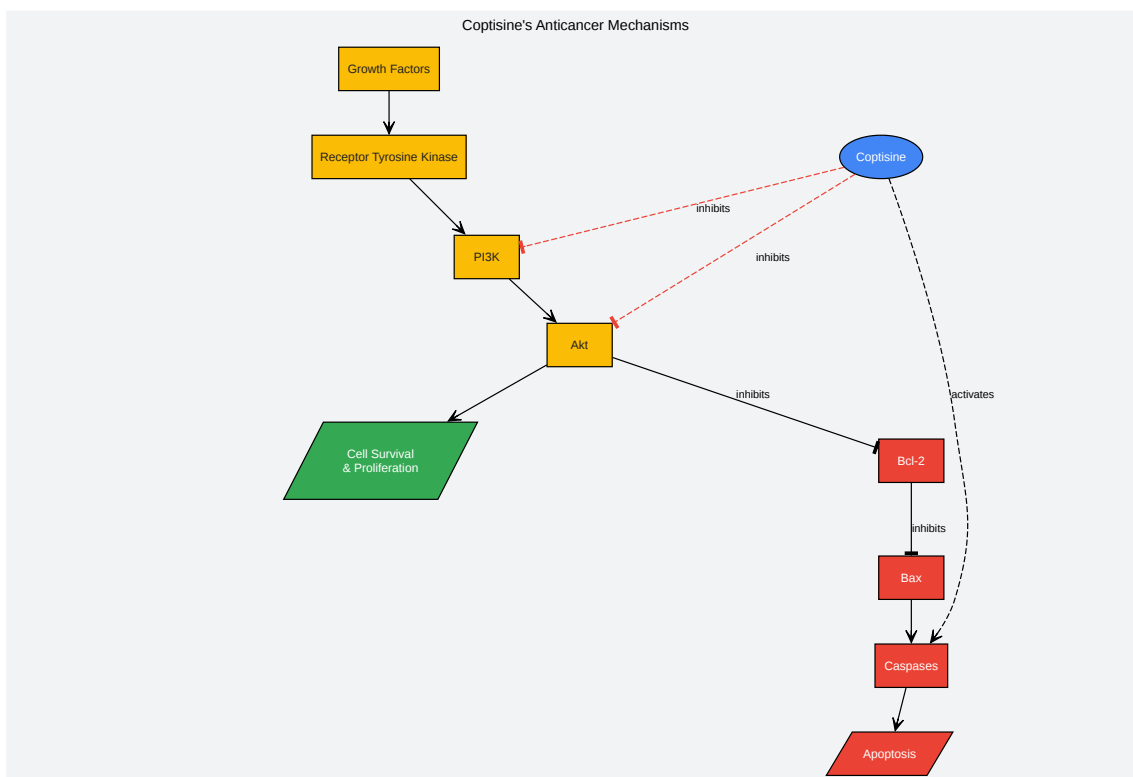 Coptisine's Anticancer Mechanisms
Growth Factors
Receptor Tyrosine Kinase
Coptisine
inhibits
PI3K
inhibits
Akt
inhibits
activates
Cell Survival
& Proliferation
Bcl-2
inhibits
Bax
Caspases
Apoptosis